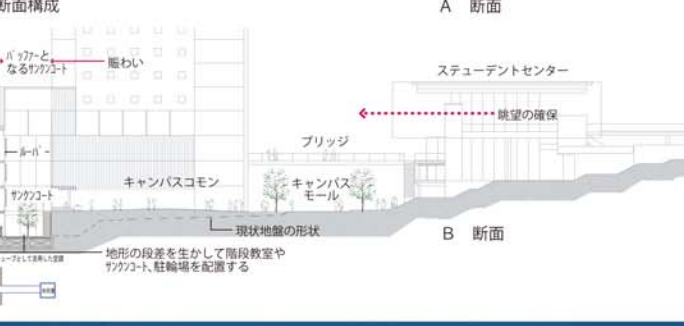 断面構成
A 断面
バッファーと
なるサンクンコート
賑わい
ステューデントセンター
眺望の確保
ブリッジ
ルーバー
サンクンコート
キャンパスコモン
キャンパス
モール
現状地盤の形状
B 断面
地形の段差を生かして階段教室や
サンクンコート、駐輪場を配置する